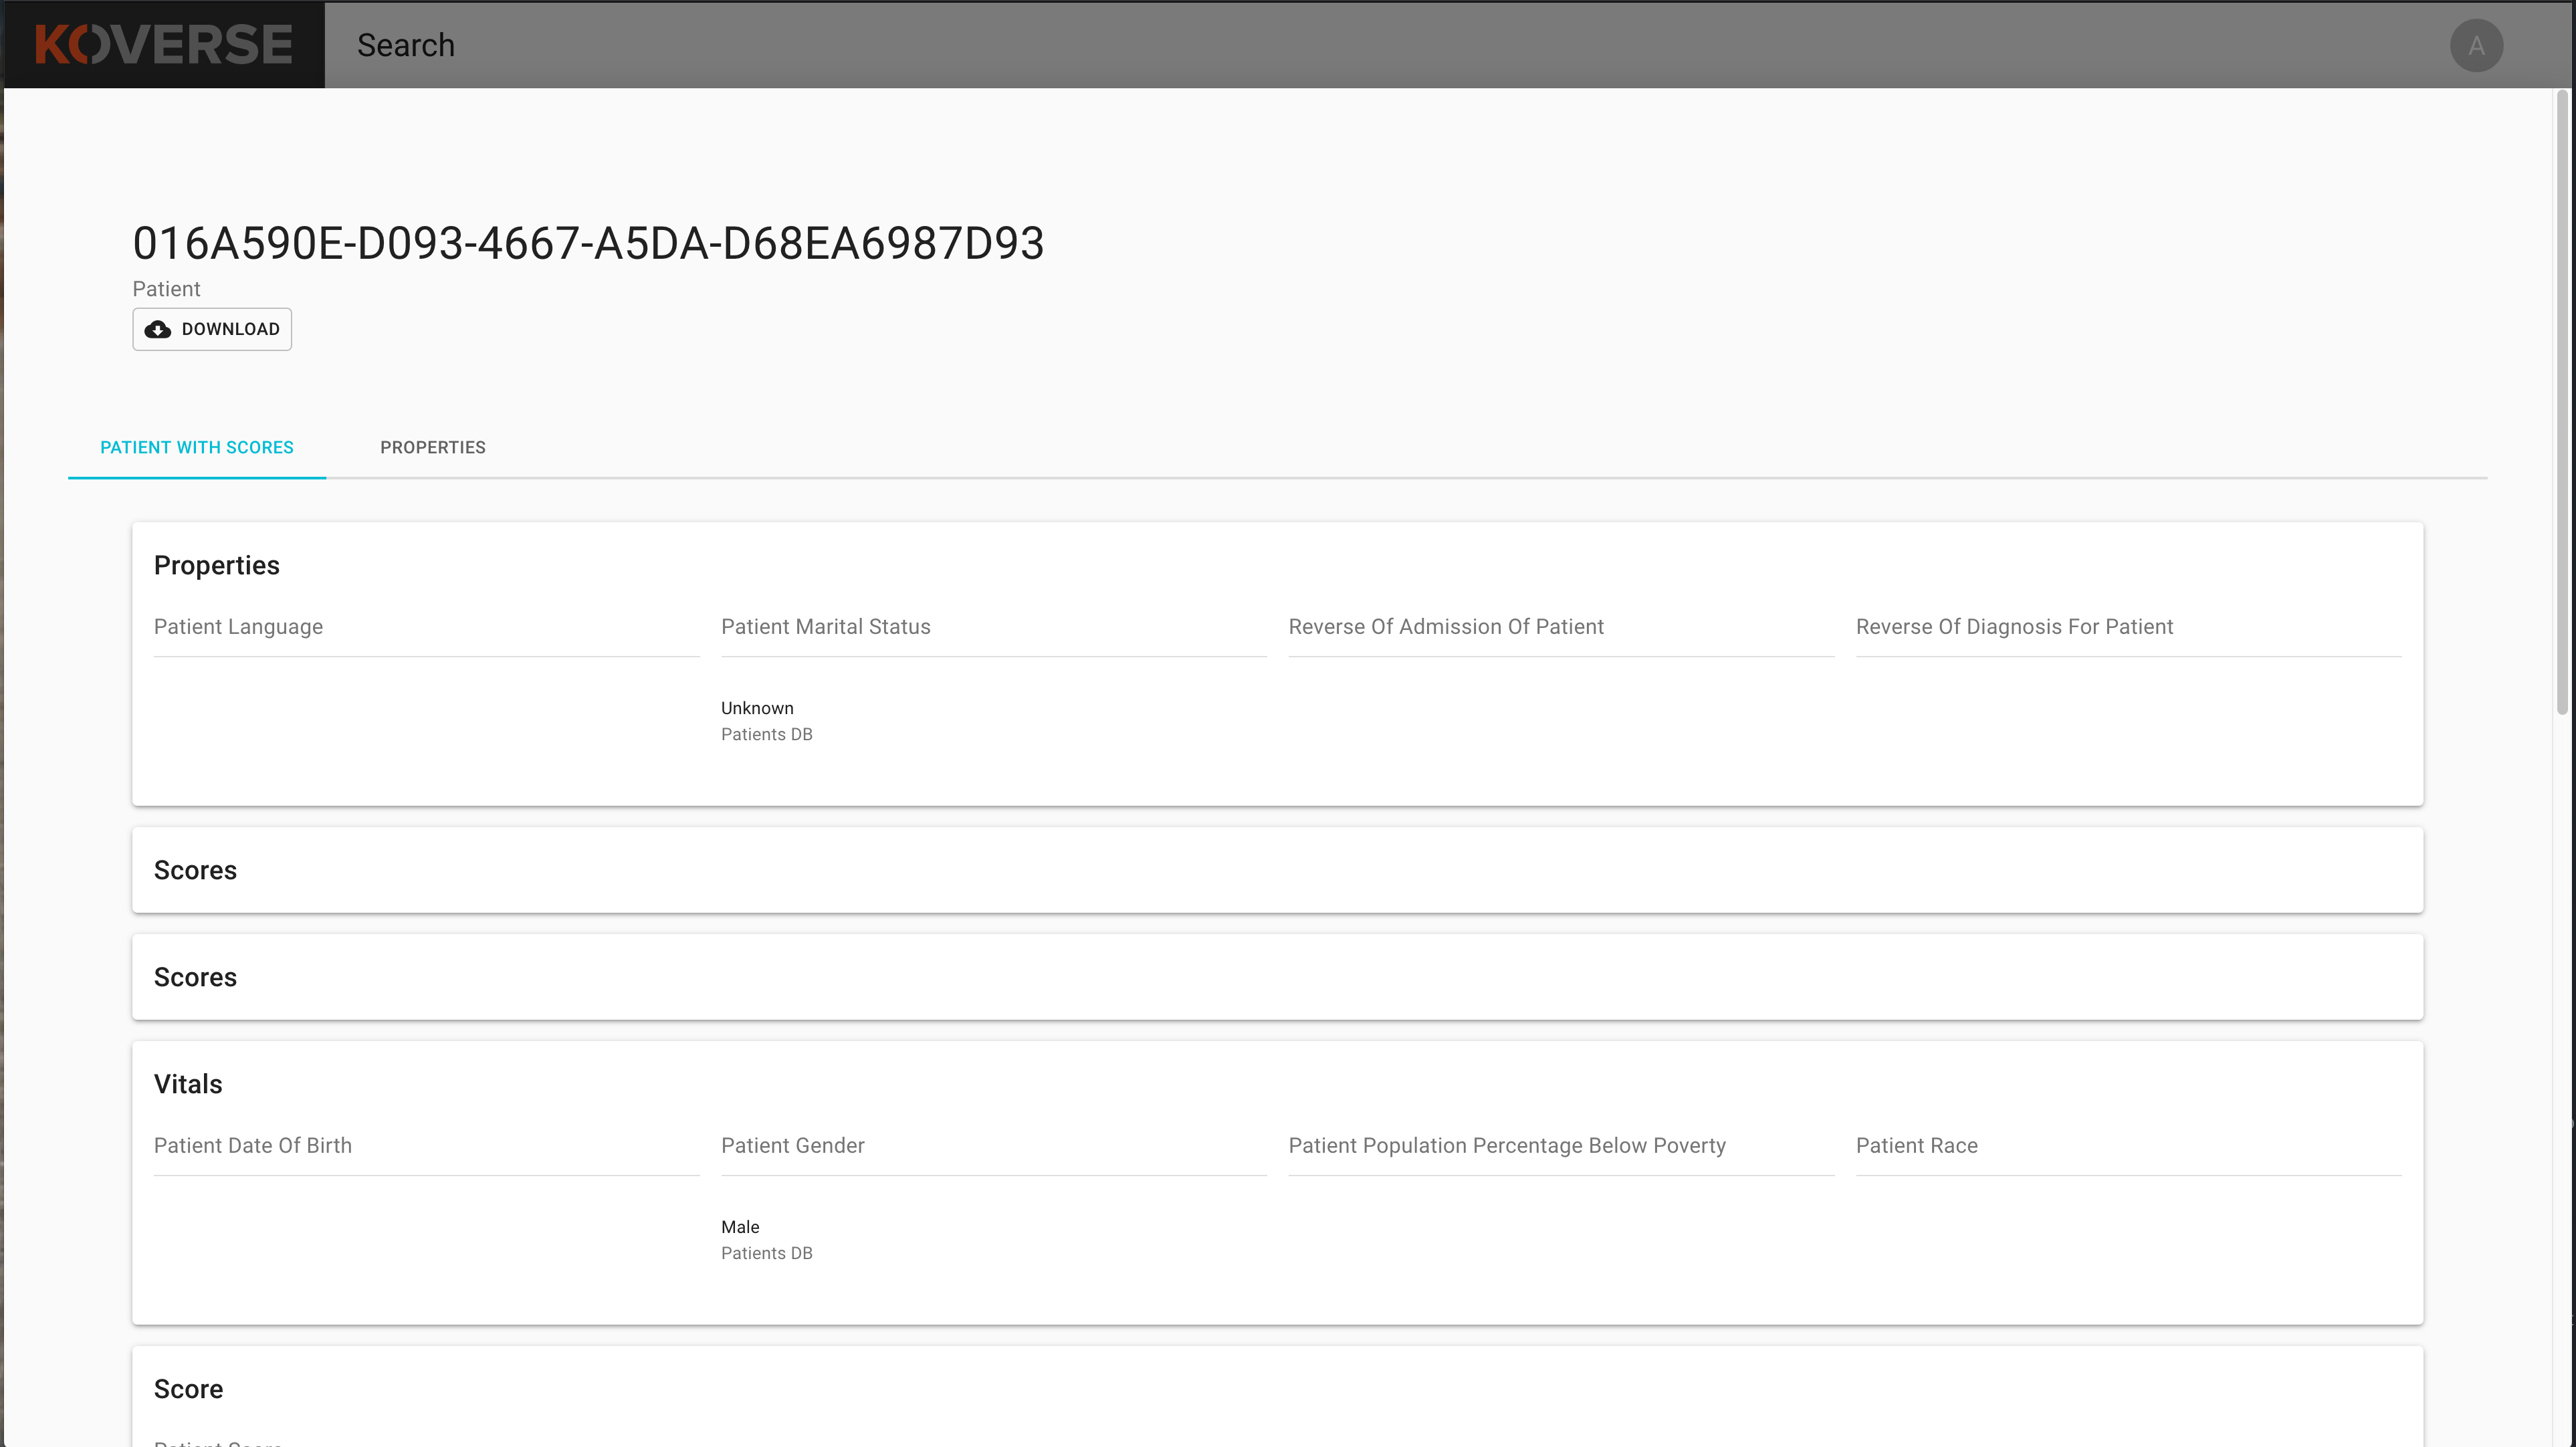 KOVERSE
Search
A
016A590E-D093-4667-A5DA-D68EA6987D93
Patient
DOWNLOAD
PATIENT WITH SCORES
PROPERTIES
Properties
Patient Language
Patient Marital Status
Reverse Of Admission Of Patient
Reverse Of Diagnosis For Patient
Unknown
Patients DB
Scores
Scores
Vitals
Patient Date Of Birth
Patient Gender
Patient Population Percentage Below Poverty
Patient Race
Male
Patients DB
Score
Patient Score